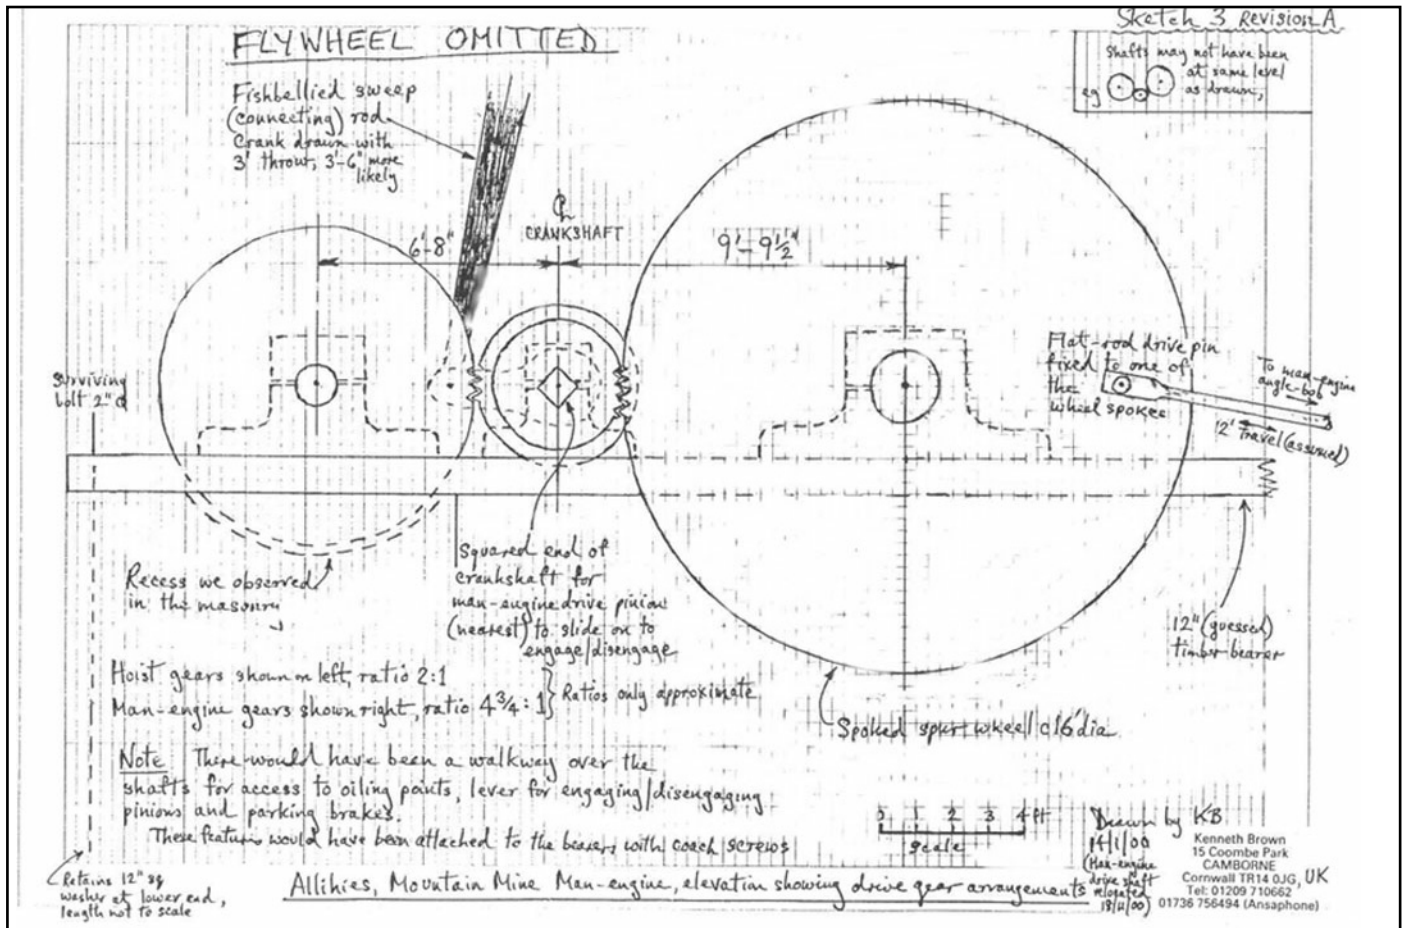 Sketch 3 Revision A
FLYWHEEL OMITTED
Shafts may not have been
at same level
eg
as drawn,
Fishbellied sweep
(connecting) rod
Crank drawn with
3' throw, 3'-6" more
likely
CL
CRANKSHAFT
6'-8"
9'-9½"
Surviving
bolt 2"
Flat-rod drive pin
fixed to one of
the
wheel spokes
To man-engine
angle-bob
12' Travel (assumed)
Recess we observed
in the masonry
Squared end of
crankshaft for
man-engine drive pinion
(nearest) to slide on to
engage/disengage
12" (guessed)
timber bearer
Hoist gears shown on left, ratio 2:1
Man-engine gears shown right, ratio 4¾:1
Ratios only approximate
Spoked spur wheel c16' dia
Note There would have been a walkway over the
shafts for access to oiling points, lever for engaging/disengaging
pinions and parking brakes.
These features would have been attached to the bearers with coach screws
0 1 2 3 4 ft
scale
Drawn by KB
14/1/00
(Man-engine
drive shaft
relocated
18/11/00)
Kenneth Brown
15 Coombe Park
CAMBORNE
Cornwall TR14 0JG, UK
Tel: 01209 710662
01736 756494 (Ansaphone)
Retains 12" sq
washer at lower end,
length not to scale
Allihies, Mountain Mine Man-engine, elevation showing drive gear arrangements